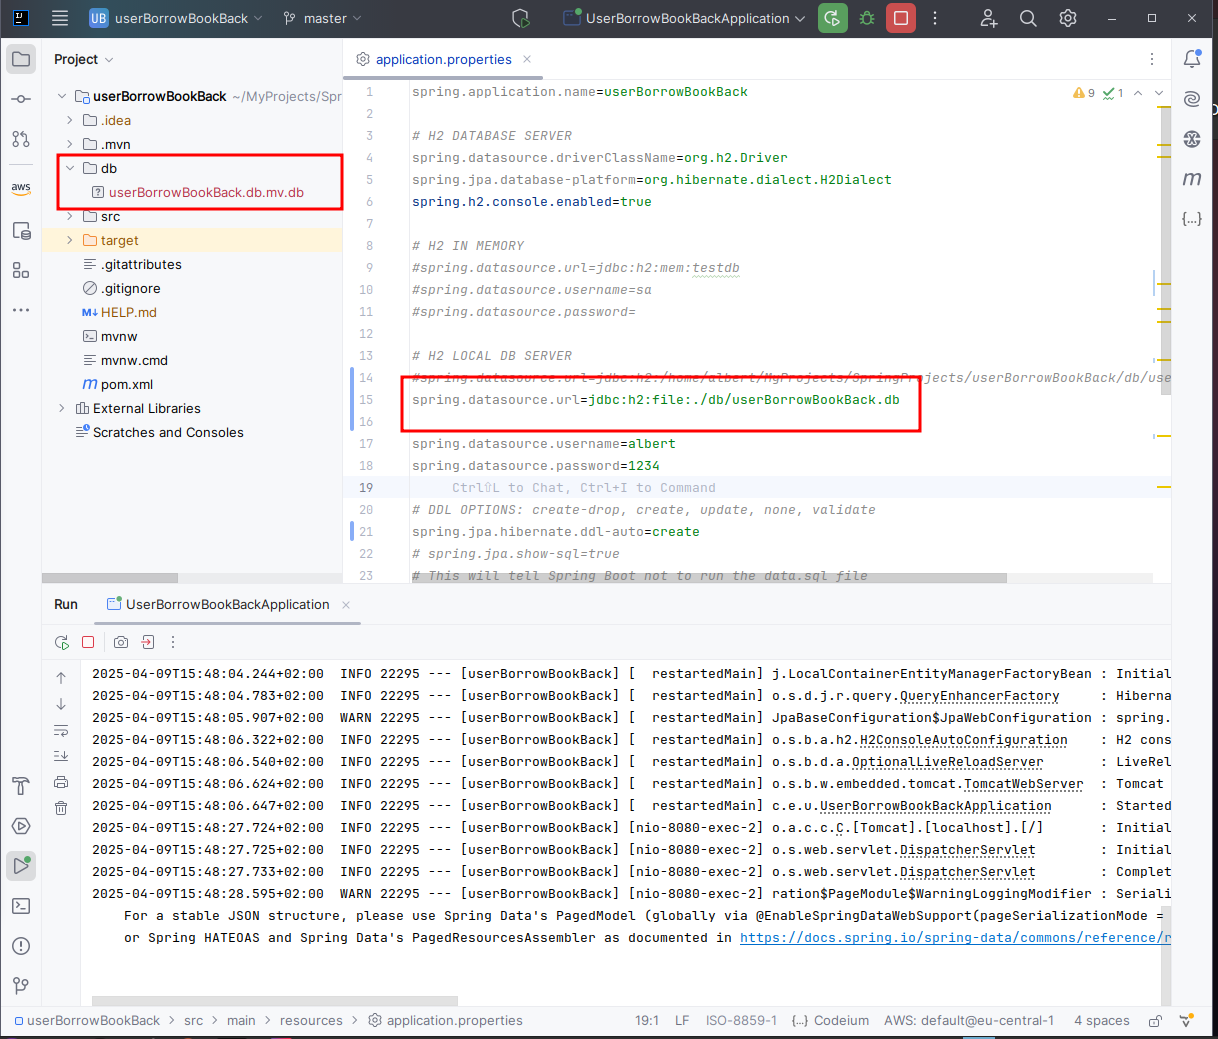 UB userBorrowBookBack master UserBorrowBookBackApplication
Project
userBorrowBookBack ~/MyProjects/Spr
.idea
.mvn
db
userBorrowBookBack.db.mv.db
src
target
.gitattributes
.gitignore
M↓ HELP.md
mvnw
mvnw.cmd
m pom.xml
External Libraries
Scratches and Consoles
aws
application.properties
9 1
1 spring.application.name=userBorrowBookBack
2
3 # H2 DATABASE SERVER
4 spring.datasource.driverClassName=org.h2.Driver
5 spring.jpa.database-platform=org.hibernate.dialect.H2Dialect
6 spring.h2.console.enabled=true
7
8 # H2 IN MEMORY
9 #spring.datasource.url=jdbc:h2:mem:testdb
10 #spring.datasource.username=sa
11 #spring.datasource.password=
12
13 # H2 LOCAL DB SERVER
14 #spring.datasource.url=jdbc:h2:/home/albert/MyProjects/SpringProjects/userBorrowBookBack/db/use
15 spring.datasource.url=jdbc:h2:file:./db/userBorrowBookBack.db
16
17 spring.datasource.username=albert
18 spring.datasource.password=1234
19 Ctrl⇧L to Chat, Ctrl+I to Command
20 # DDL OPTIONS: create-drop, create, update, none, validate
21 spring.jpa.hibernate.ddl-auto=create
22 # spring.jpa.show-sql=true
23 # This will tell Spring Boot not to run the data.sql file
m
{...}
Run UserBorrowBookBackApplication
2025-04-09T15:48:04.244+02:00 INFO 22295 --- [userBorrowBookBack] [ restartedMain] j.LocalContainerEntityManagerFactoryBean : Initial
2025-04-09T15:48:04.783+02:00 INFO 22295 --- [userBorrowBookBack] [ restartedMain] o.s.d.j.r.query.QueryEnhancerFactory : Hiberna
2025-04-09T15:48:05.907+02:00 WARN 22295 --- [userBorrowBookBack] [ restartedMain] JpaBaseConfiguration$JpaWebConfiguration : spring.
2025-04-09T15:48:06.322+02:00 INFO 22295 --- [userBorrowBookBack] [ restartedMain] o.s.b.a.h2.H2ConsoleAutoConfiguration : H2 cons
2025-04-09T15:48:06.540+02:00 INFO 22295 --- [userBorrowBookBack] [ restartedMain] o.s.b.d.a.OptionalLiveReloadServer : LiveRel
2025-04-09T15:48:06.624+02:00 INFO 22295 --- [userBorrowBookBack] [ restartedMain] o.s.b.w.embedded.tomcat.TomcatWebServer : Tomcat
2025-04-09T15:48:06.647+02:00 INFO 22295 --- [userBorrowBookBack] [ restartedMain] c.e.u.UserBorrowBookBackApplication : Started
2025-04-09T15:48:27.724+02:00 INFO 22295 --- [userBorrowBookBack] [nio-8080-exec-2] o.a.c.c.C.[Tomcat].[localhost].[/] : Initial
2025-04-09T15:48:27.725+02:00 INFO 22295 --- [userBorrowBookBack] [nio-8080-exec-2] o.s.web.servlet.DispatcherServlet : Initial
2025-04-09T15:48:27.733+02:00 INFO 22295 --- [userBorrowBookBack] [nio-8080-exec-2] o.s.web.servlet.DispatcherServlet : Complet
2025-04-09T15:48:28.595+02:00 WARN 22295 --- [userBorrowBookBack] [nio-8080-exec-2] ration$PageModule$WarningLoggingModifier : Seriali
For a stable JSON structure, please use Spring Data's PagedModel (globally via @EnableSpringDataWebSupport(pageSerializationMode =
or Spring HATEOAS and Spring Data's PagedResourcesAssembler as documented in https://docs.spring.io/spring-data/commons/reference/r
userBorrowBookBack > src > main > resources > application.properties 19:1 LF ISO-8859-1 {...} Codeium AWS: default@eu-central-1 4 spaces